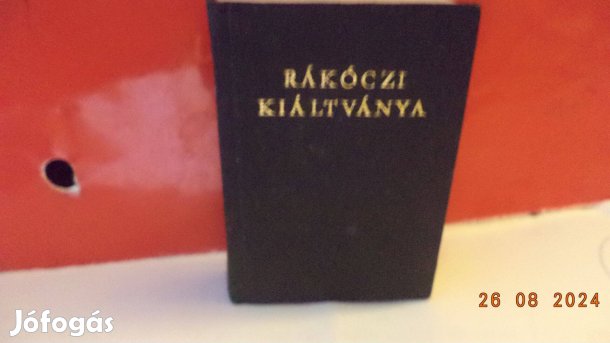 RÁKÓCZI
KIÁLTVÁNYA
26 08 2024
Jófogás